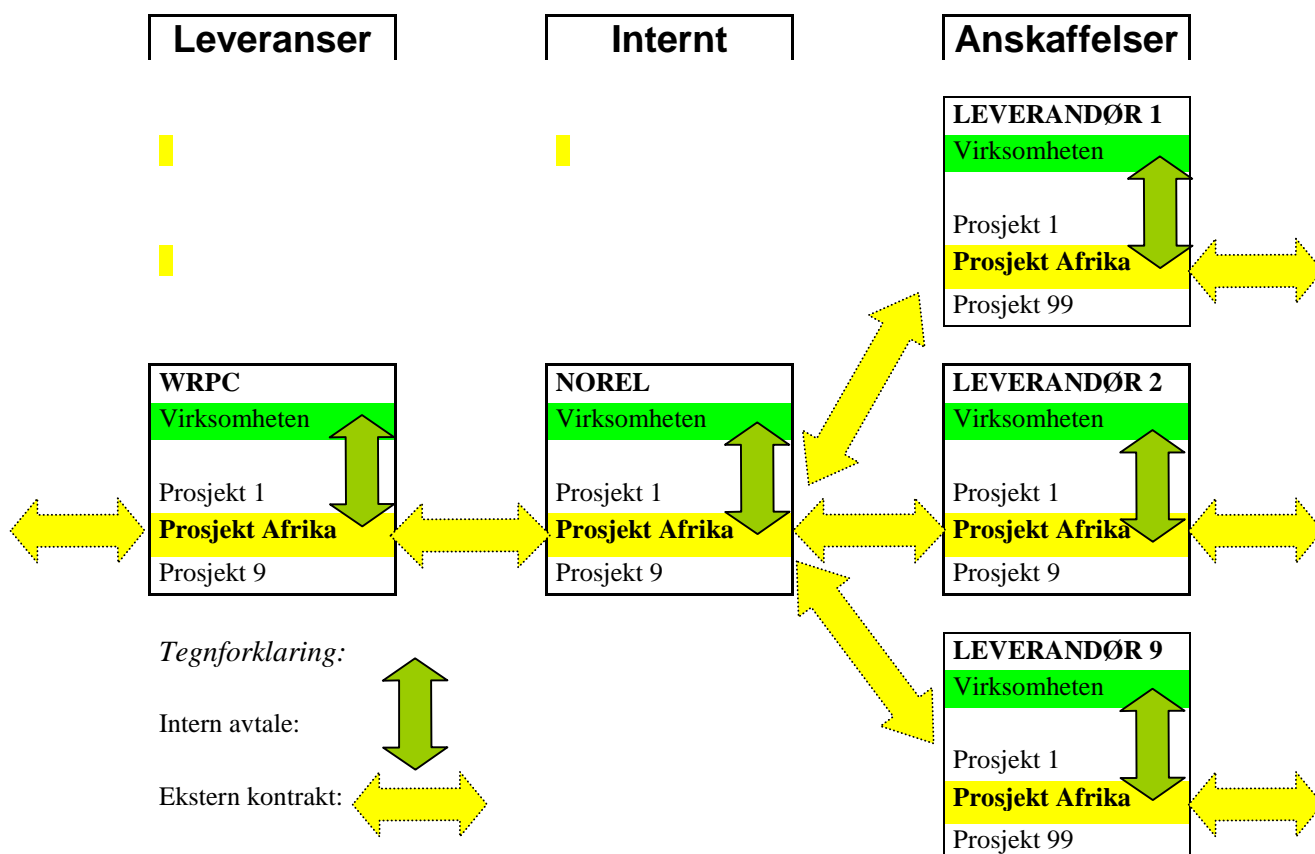 Leveranser
Internt
Anskaffelser
LEVERANDØR 1
Virksomheten
Prosjekt 1
Prosjekt Afrika
Prosjekt 99
WRPC
Virksomheten
Prosjekt 1
Prosjekt Afrika
Prosjekt 9
NOREL
Virksomheten
Prosjekt 1
Prosjekt Afrika
Prosjekt 9
LEVERANDØR 2
Virksomheten
Prosjekt 1
Prosjekt Afrika
Prosjekt 9
Tegnforklaring:
Intern avtale:
Ekstern kontrakt:
LEVERANDØR 9
Virksomheten
Prosjekt 1
Prosjekt Afrika
Prosjekt 99